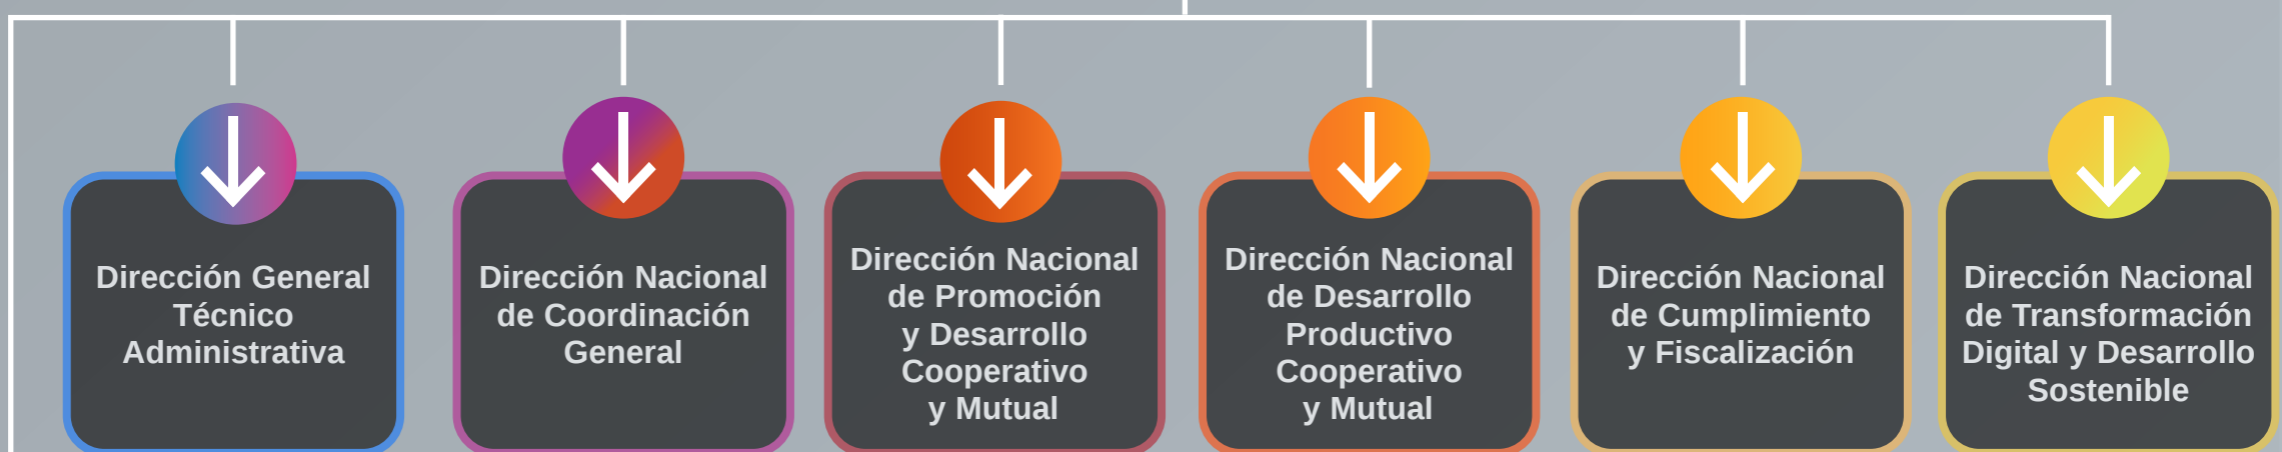 Dirección General
Técnico
Administrativa
Dirección Nacional
de Coordinación
General
Dirección Nacional
de Promoción
y Desarrollo
Cooperativo
y Mutual
Dirección Nacional
de Desarrollo
Productivo
Cooperativo
y Mutual
Dirección Nacional
de Cumplimiento
y Fiscalización
Dirección Nacional
de Transformación
Digital y Desarrollo
Sostenible